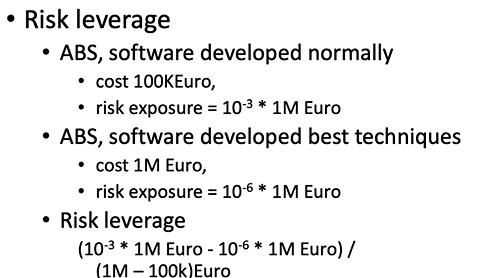 • Risk leverage
• ABS, software developed normally
• cost 100KEuro,
• risk exposure = 10⁻³ * 1M Euro
• ABS, software developed best techniques
• cost 1M Euro,
• risk exposure = 10⁻⁶ * 1M Euro
• Risk leverage
(10⁻³ * 1M Euro - 10⁻⁶ * 1M Euro) /
(1M – 100k)Euro